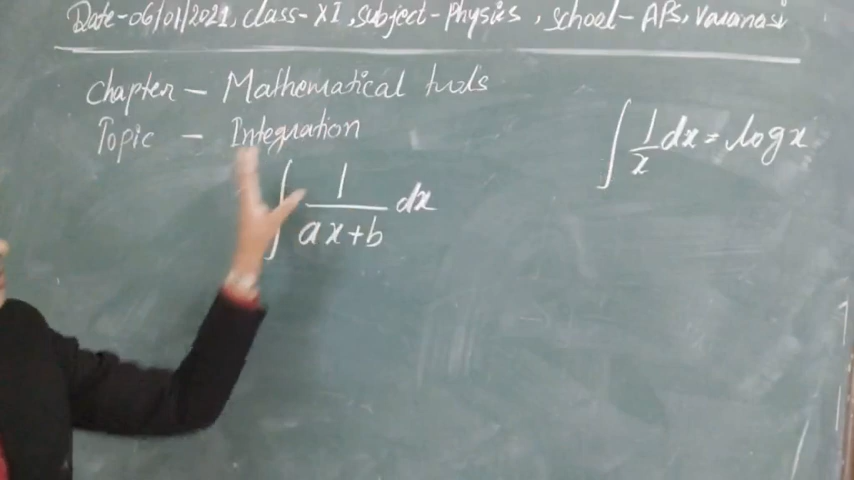 Date-06/01/2021, class-XI, Subject-Physics, School-APS, Varanasi
Chapter - Mathematical tools
Topic - Integration
∫ 1/x dx = log x
∫ 1/(ax+b) dx